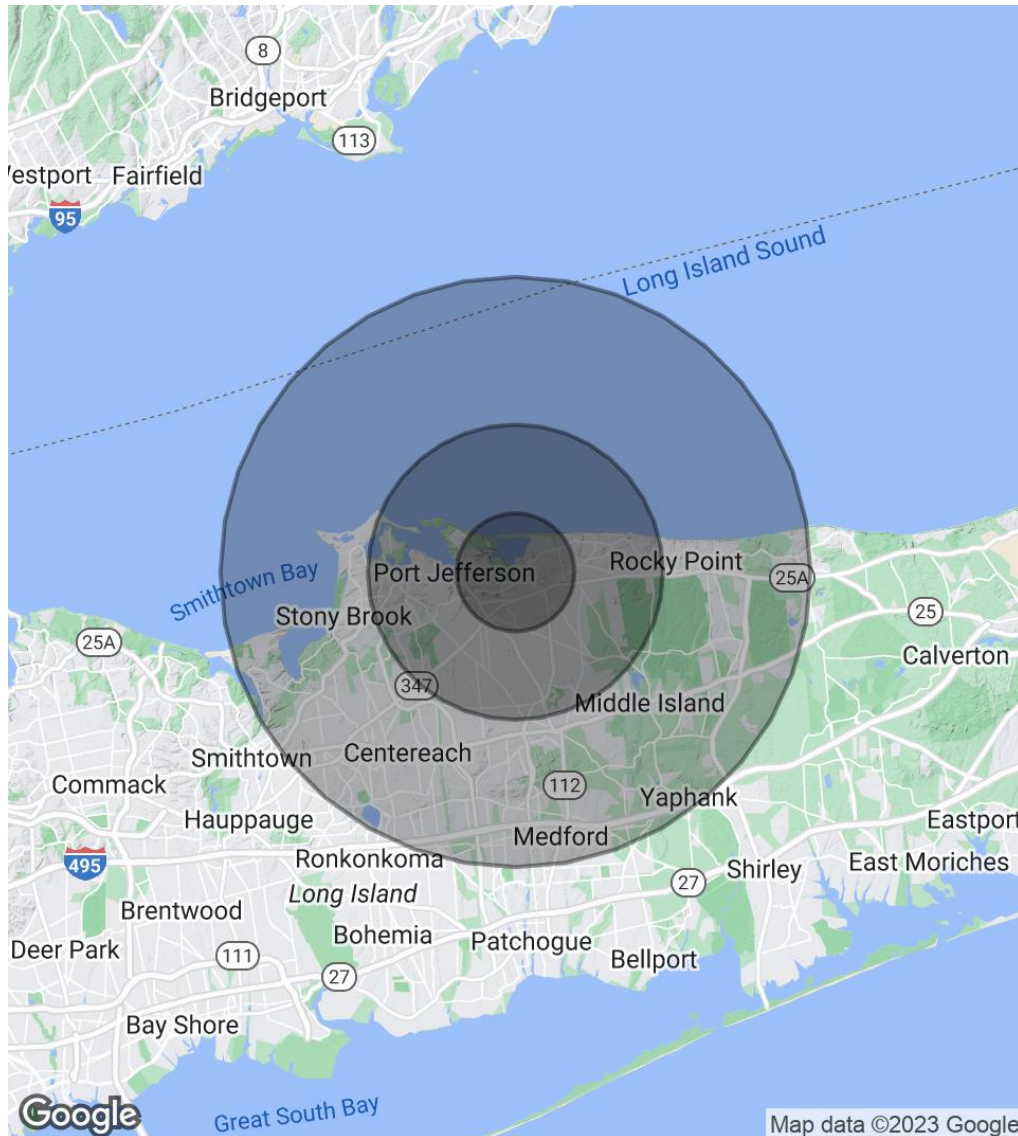 8
Bridgeport
113
estport
Fairfield
95
Long Island Sound
Smithtown Bay
Port Jefferson
Rocky Point
25A
Stony Brook
25
25A
Calverton
347
Middle Island
Smithtown
Centereach
Commack
112
Yaphank
Hauppauge
Eastport
Medford
495
Ronkonkoma
Shirley
East Moriches
27
Long Island
Brentwood
Bohemia
Patchogue
Deer Park
111
Bellport
27
Bay Shore
Google
Great South Bay
Map data ©2023 Google